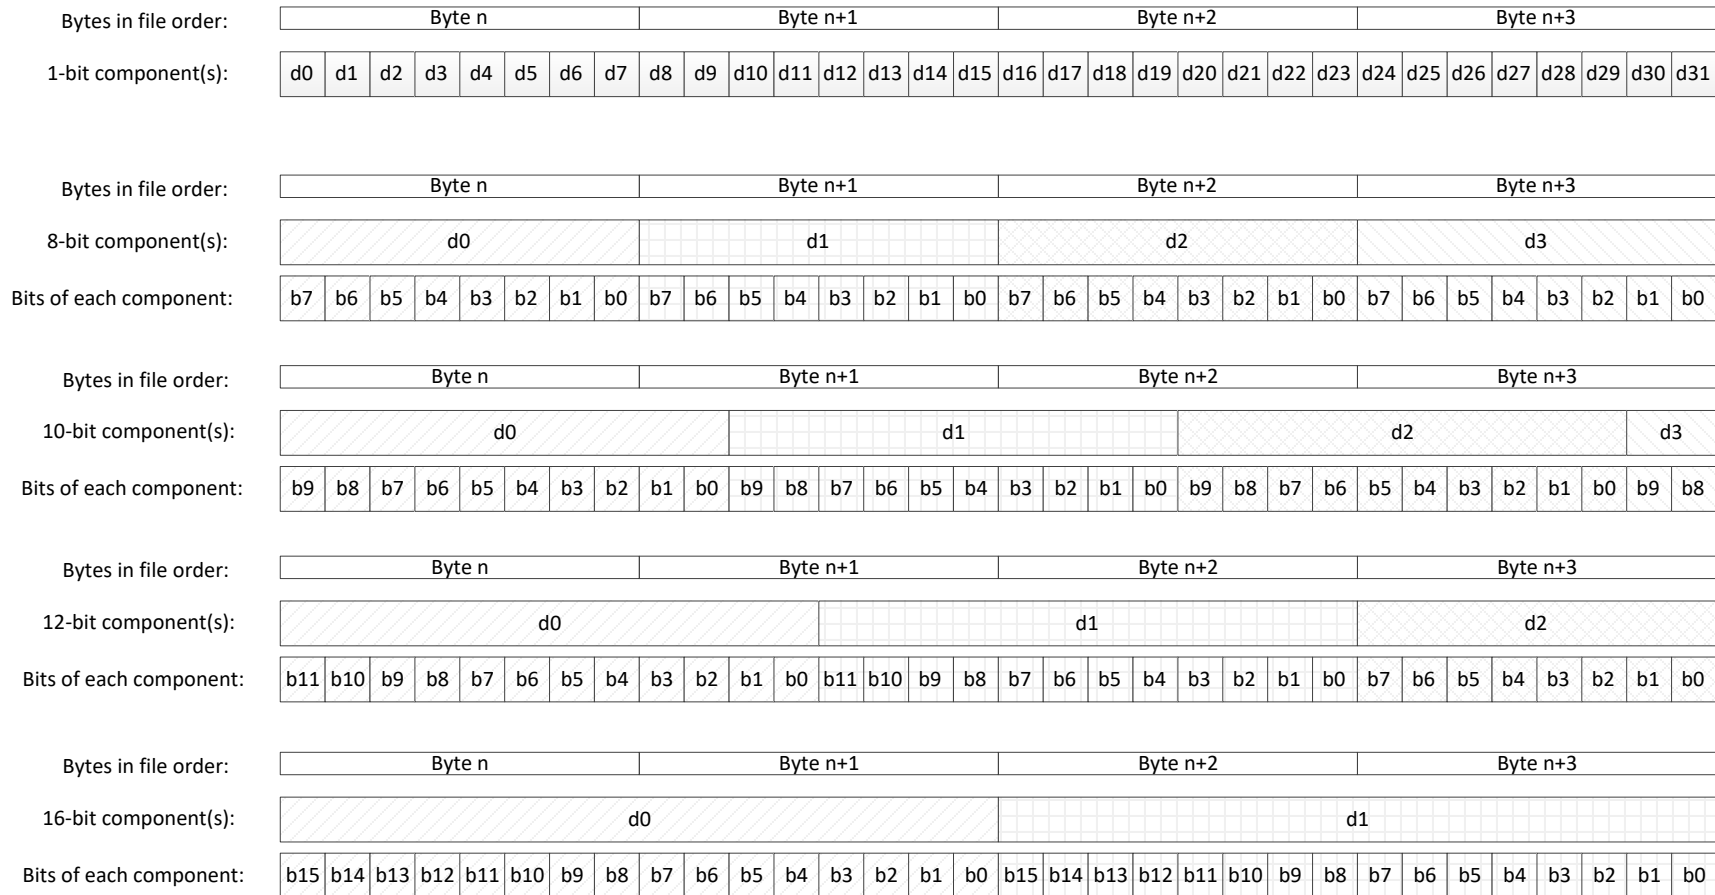 Bytes in file order: Byte n Byte n+1 Byte n+2 Byte n+3
1-bit component(s): d0 d1 d2 d3 d4 d5 d6 d7 d8 d9 d10 d11 d12 d13 d14 d15 d16 d17 d18 d19 d20 d21 d22 d23 d24 d25 d26 d27 d28 d29 d30 d31
Bytes in file order: Byte n Byte n+1 Byte n+2 Byte n+3
8-bit component(s): d0 d1 d2 d3
Bits of each component: b7 b6 b5 b4 b3 b2 b1 b0 b7 b6 b5 b4 b3 b2 b1 b0 b7 b6 b5 b4 b3 b2 b1 b0 b7 b6 b5 b4 b3 b2 b1 b0
Bytes in file order: Byte n Byte n+1 Byte n+2 Byte n+3
10-bit component(s): d0 d1 d2 d3
Bits of each component: b9 b8 b7 b6 b5 b4 b3 b2 b1 b0 b9 b8 b7 b6 b5 b4 b3 b2 b1 b0 b9 b8 b7 b6 b5 b4 b3 b2 b1 b0 b9 b8
Bytes in file order: Byte n Byte n+1 Byte n+2 Byte n+3
12-bit component(s): d0 d1 d2
Bits of each component: b11 b10 b9 b8 b7 b6 b5 b4 b3 b2 b1 b0 b11 b10 b9 b8 b7 b6 b5 b4 b3 b2 b1 b0 b7 b6 b5 b4 b3 b2 b1 b0
Bytes in file order: Byte n Byte n+1 Byte n+2 Byte n+3
16-bit component(s): d0 d1
Bits of each component: b15 b14 b13 b12 b11 b10 b9 b8 b7 b6 b5 b4 b3 b2 b1 b0 b15 b14 b13 b12 b11 b10 b9 b8 b7 b6 b5 b4 b3 b2 b1 b0